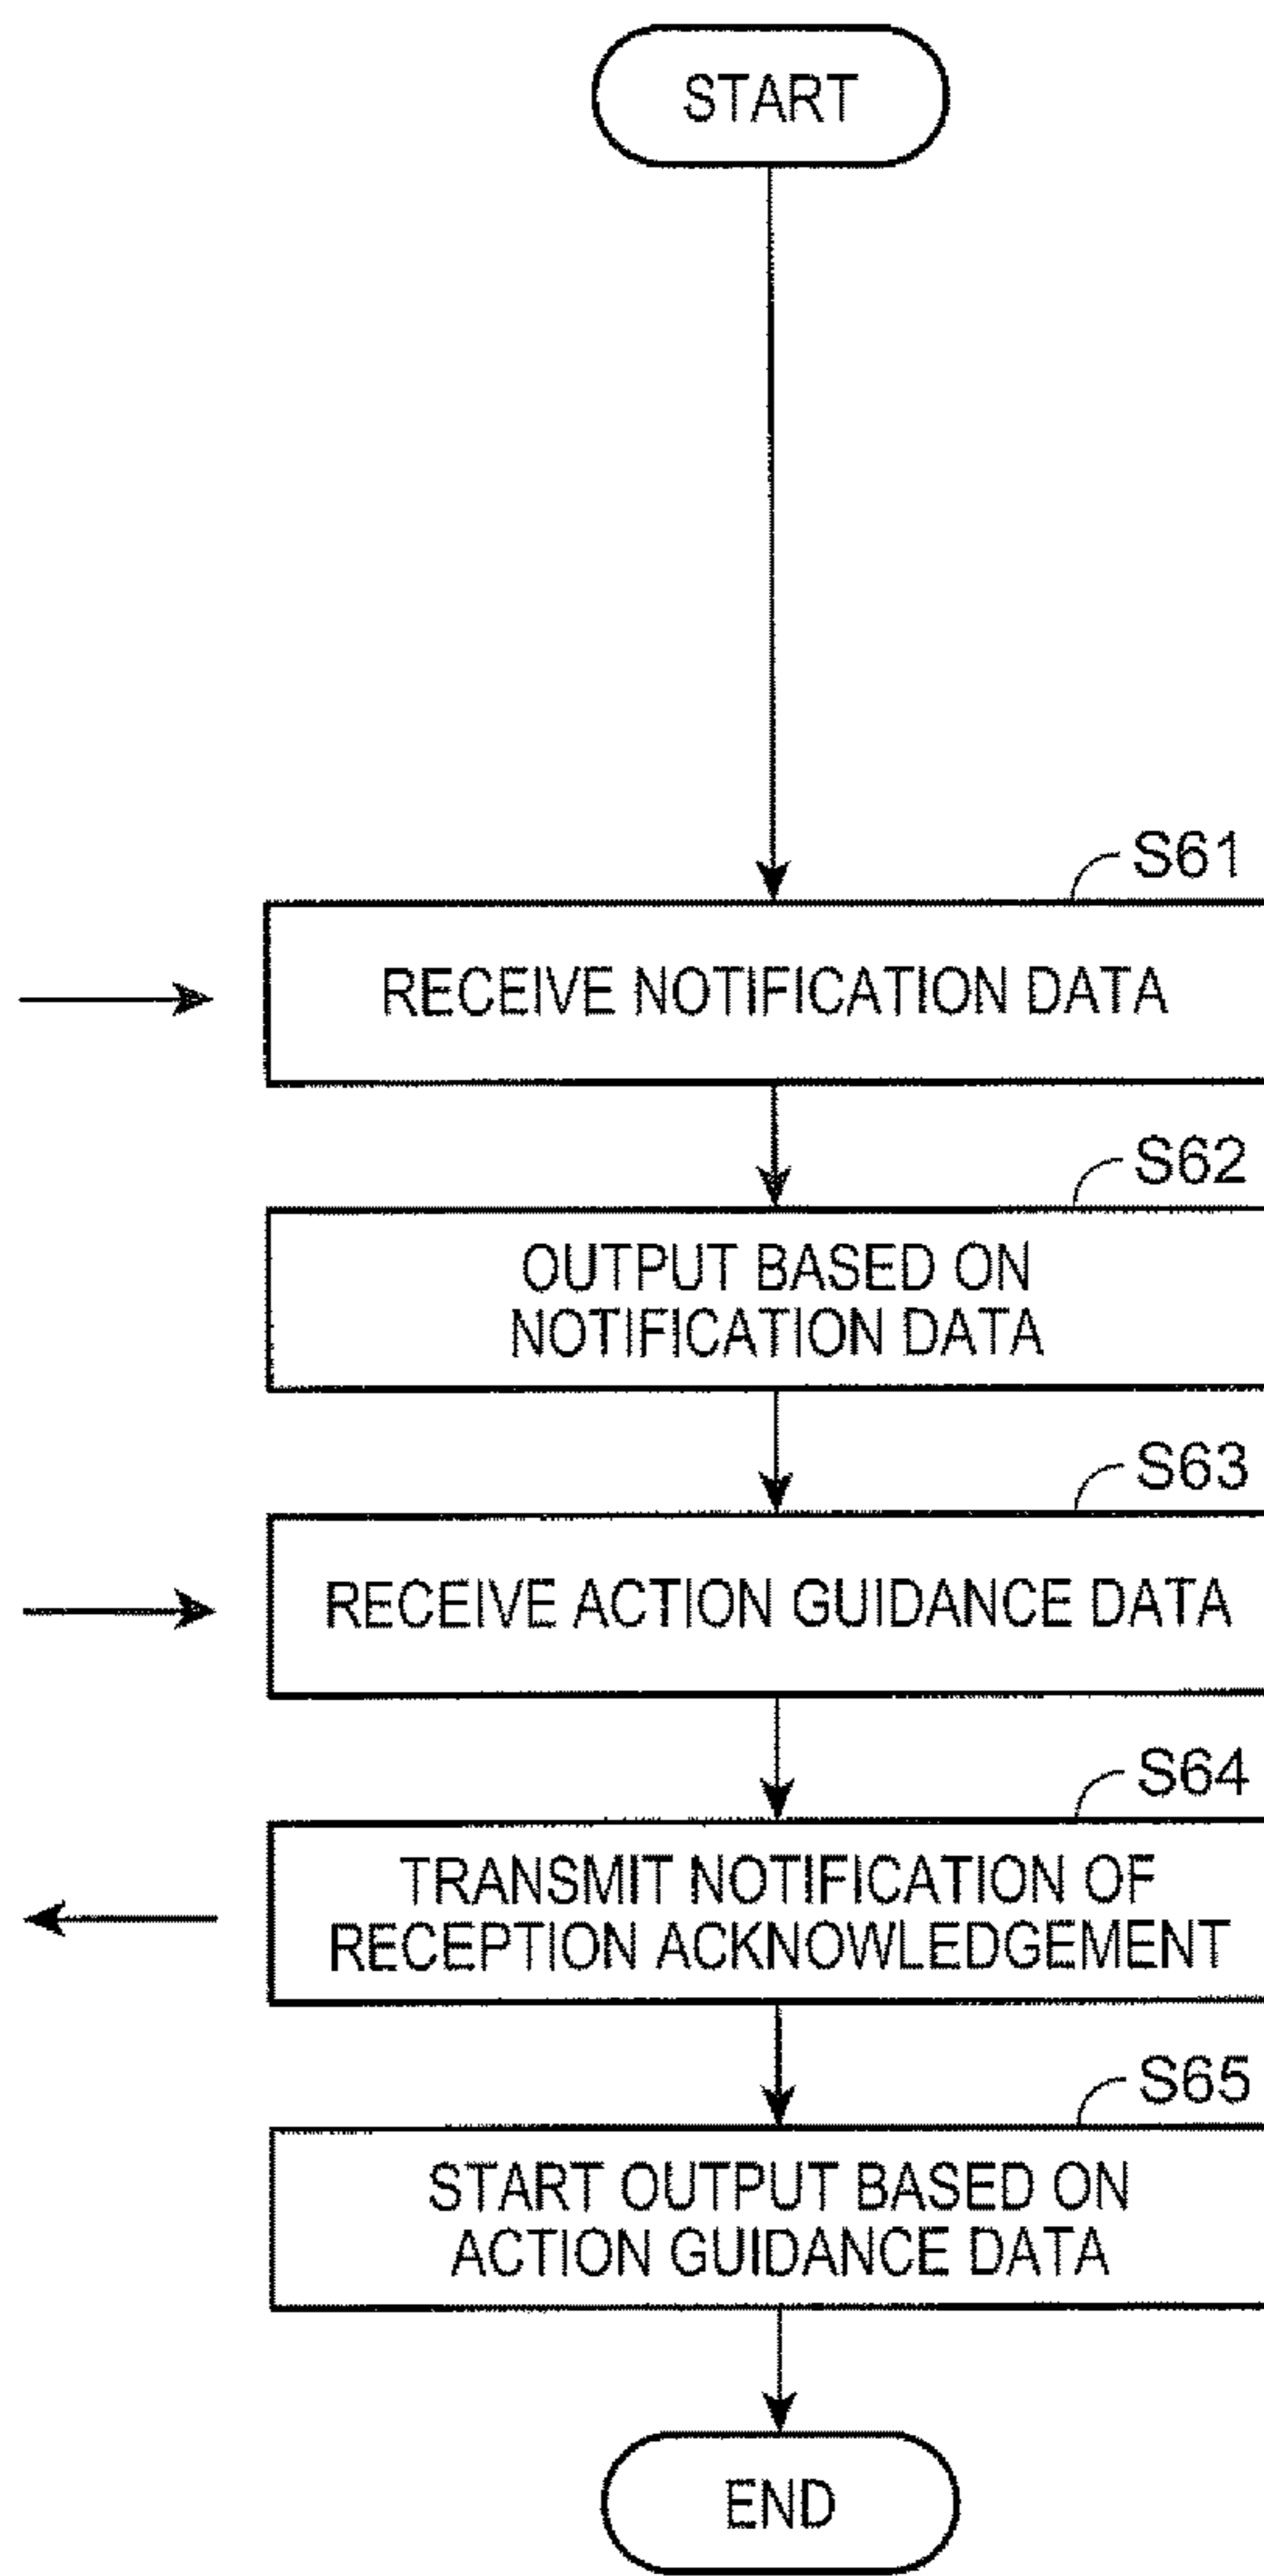 START
S61
RECEIVE NOTIFICATION DATA
S62
OUTPUT BASED ON
NOTIFICATION DATA
S63
RECEIVE ACTION GUIDANCE DATA
S64
TRANSMIT NOTIFICATION OF
RECEPTION ACKNOWLEDGEMENT
S65
START OUTPUT BASED ON
ACTION GUIDANCE DATA
END